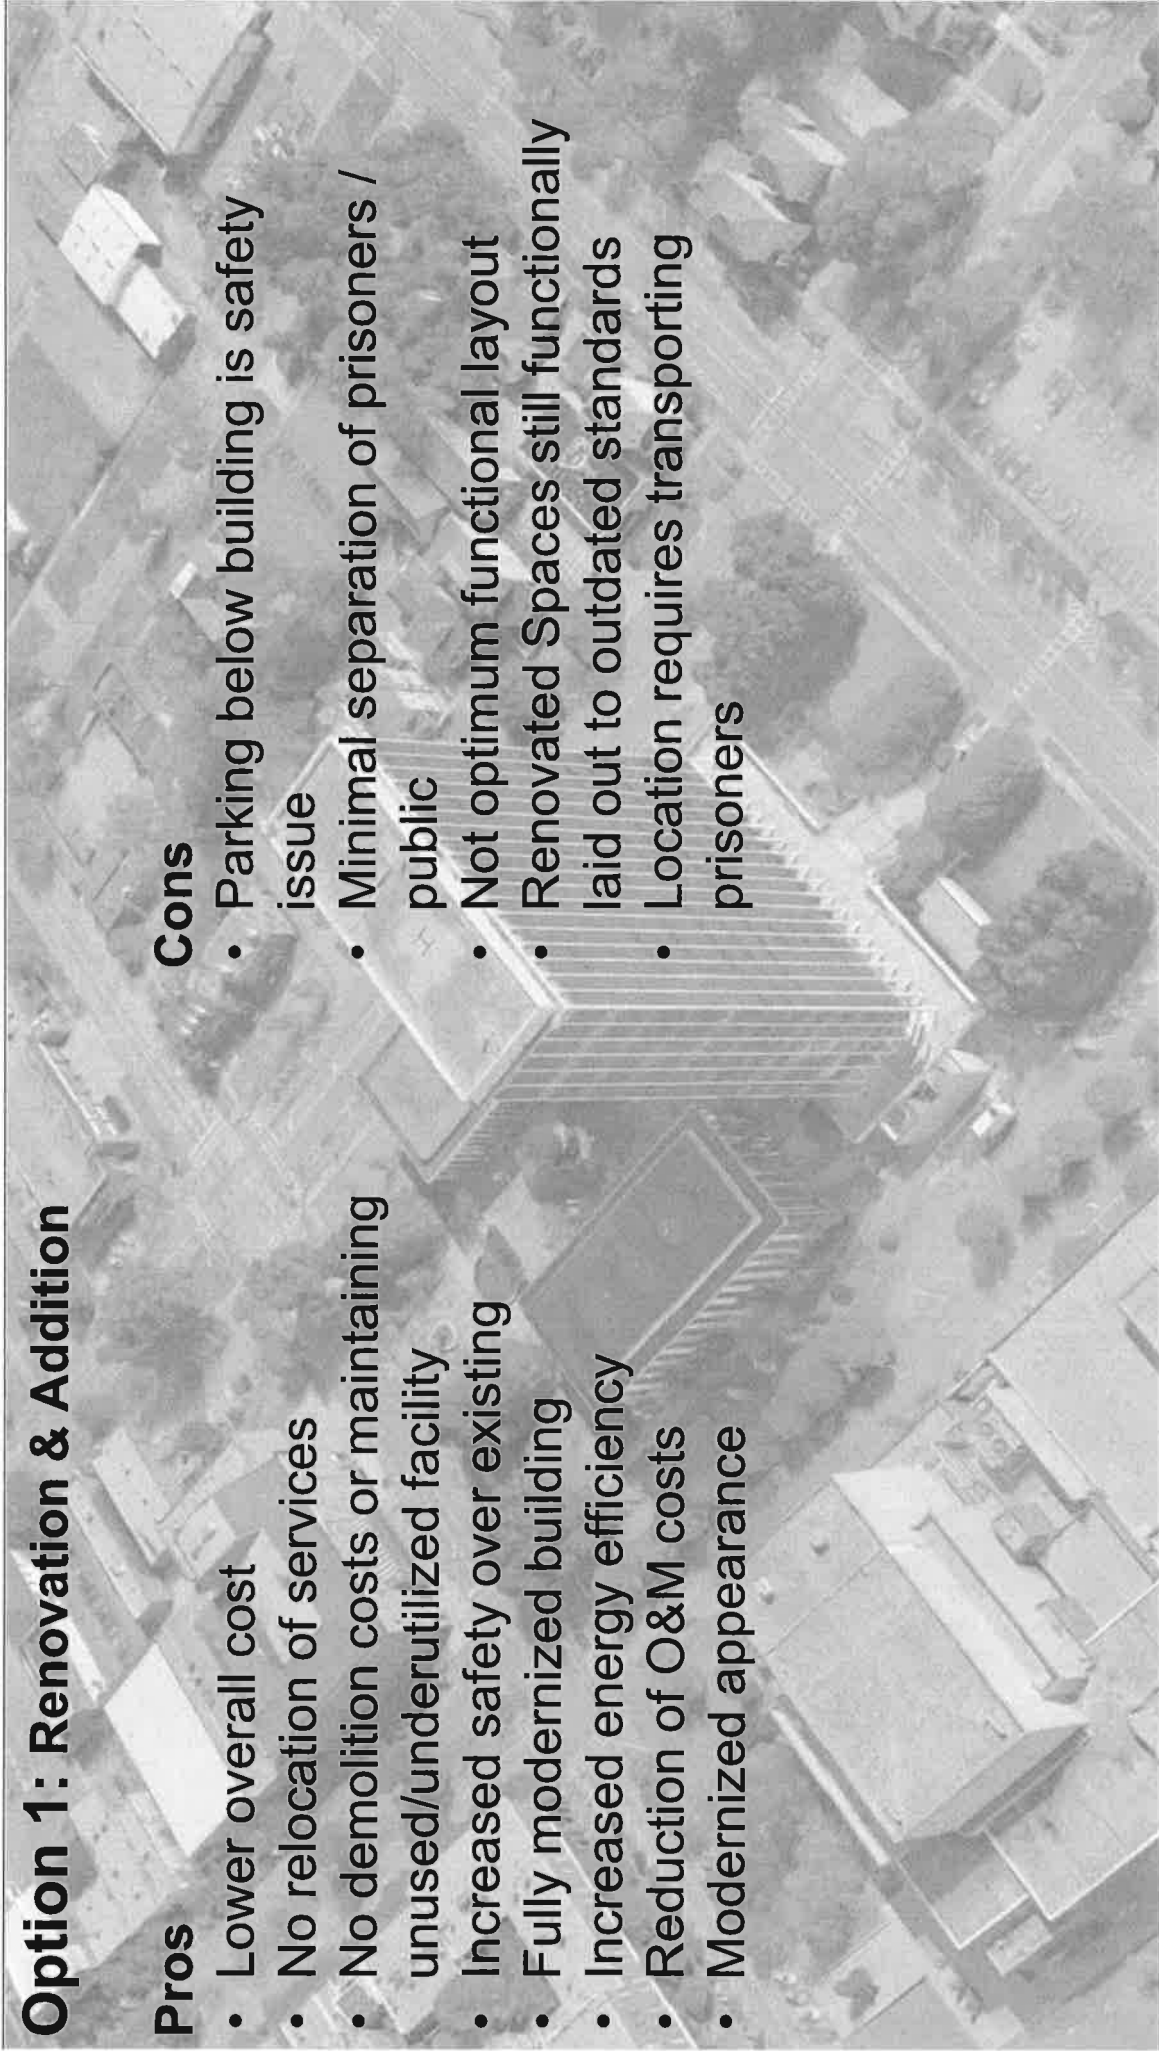 Option 1: Renovation & Addition
Pros
• Lower overall cost
• No relocation of services
• No demolition costs or maintaining
unused/underutilized facility
• Increased safety over existing
• Fully modernized building
• Increased energy efficiency
• Reduction of O&M costs
• Modernized appearance
Cons
• Parking below building is safety
issue
• Minimal separation of prisoners /
public
• Not optimum functional layout
• Renovated Spaces still functionally
laid out to outdated standards
• Location requires transporting
prisoners